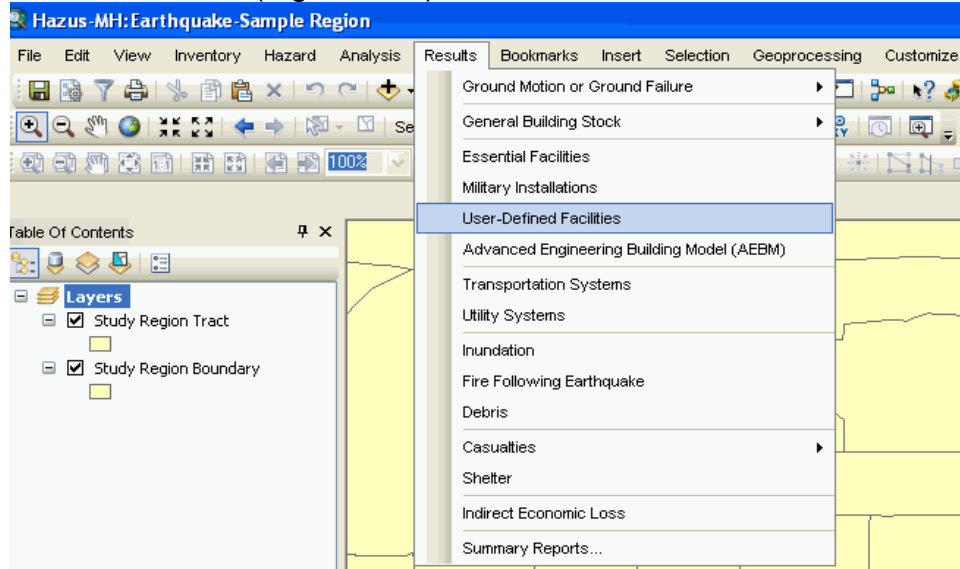 Hazus-MH: Earthquake-Sample Region
File Edit View Inventory Hazard Analysis Results Bookmarks Insert Selection Geoprocessing Customize
Ground Motion or Ground Failure
General Building Stock
Se
Essential Facilities
100%
Military Installations
User-Defined Facilities
Table Of Contents
Advanced Engineering Building Model (AEBM)
Transportation Systems
Layers
Utility Systems
Study Region Tract
Inundation
Study Region Boundary
Fire Following Earthquake
Debris
Casualties
Shelter
Indirect Economic Loss
Summary Reports...